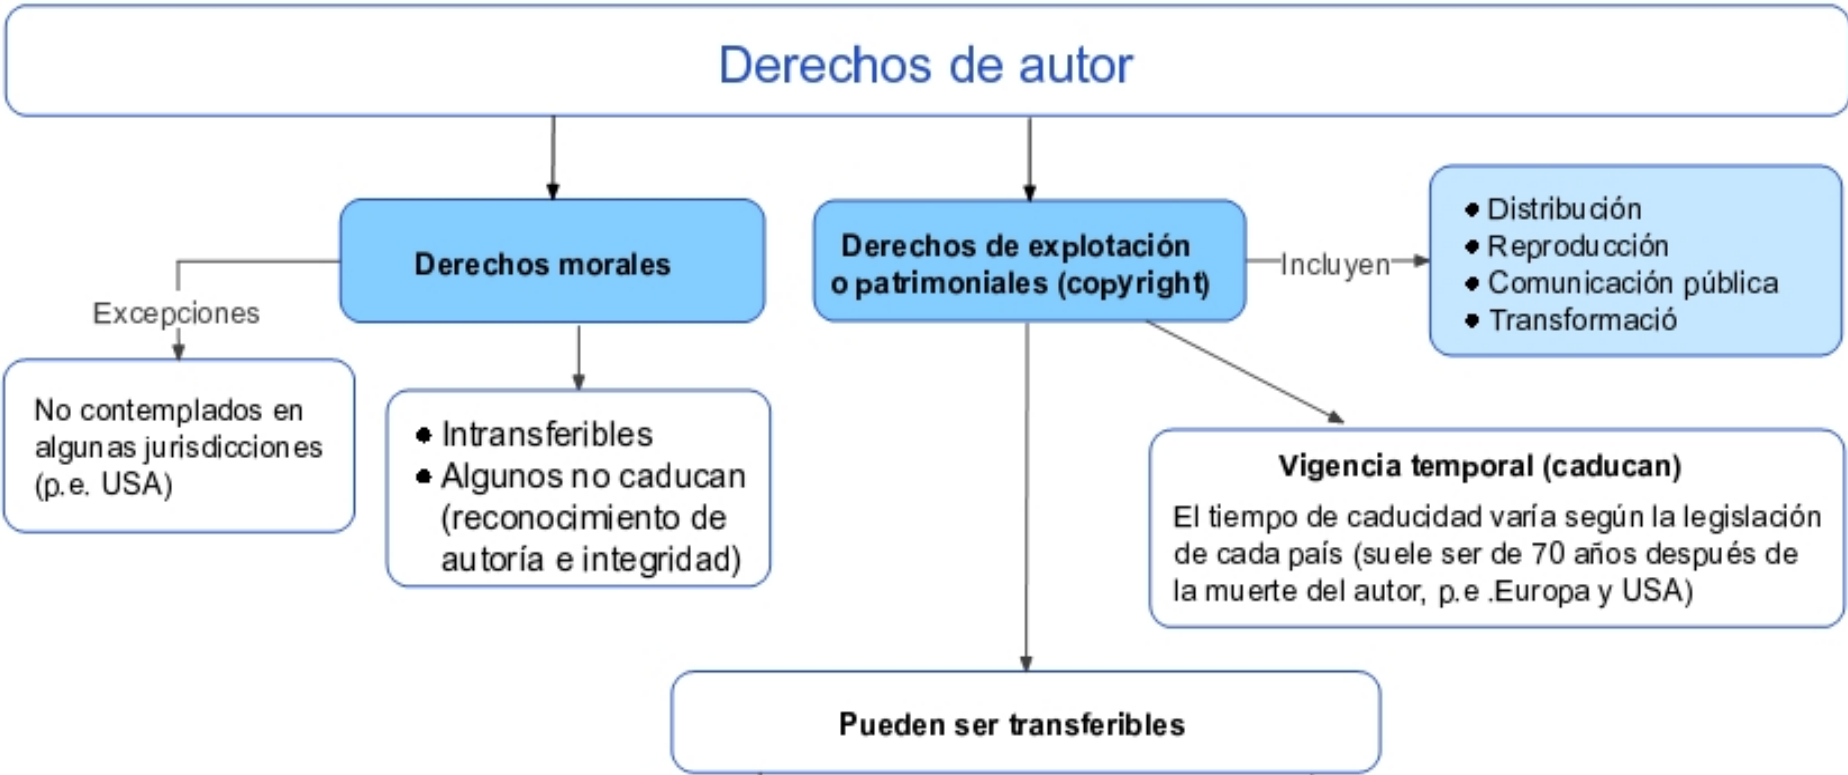 Derechos de autor
Derechos morales
Excepciones
No contemplados en
algunas jurisdicciones
(p.e. USA)
● Intransferibles
● Algunos no caducan
(reconocimiento de
autoría e integridad)
Derechos de explotación
o patrimoniales (copyright)
Incluyen
● Distribución
● Reproducción
● Comunicación pública
● Transformació
Vigencia temporal (caducan)
El tiempo de caducidad varía según la legislación
de cada país (suele ser de 70 años después de
la muerte del autor, p.e .Europa y USA)
Pueden ser transferibles